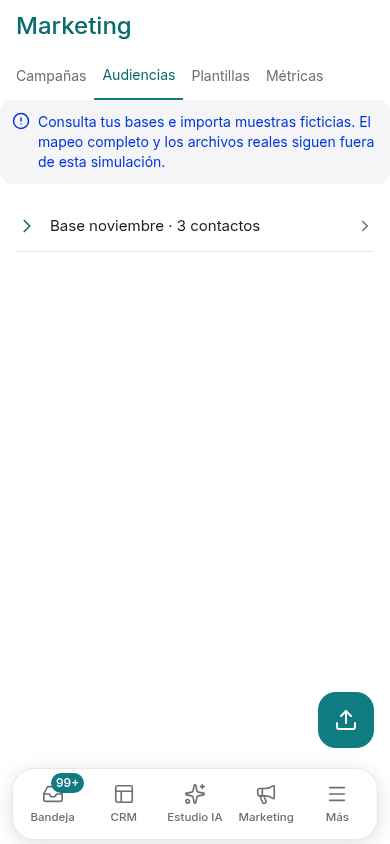 Marketing
Campañas Audiencias Plantillas Métricas
Consulta tus bases e importa muestras ficticias. El
mapeo completo y los archivos reales siguen fuera
de esta simulación.
Base noviembre · 3 contactos
99+
Bandeja CRM Estudio IA Marketing Más